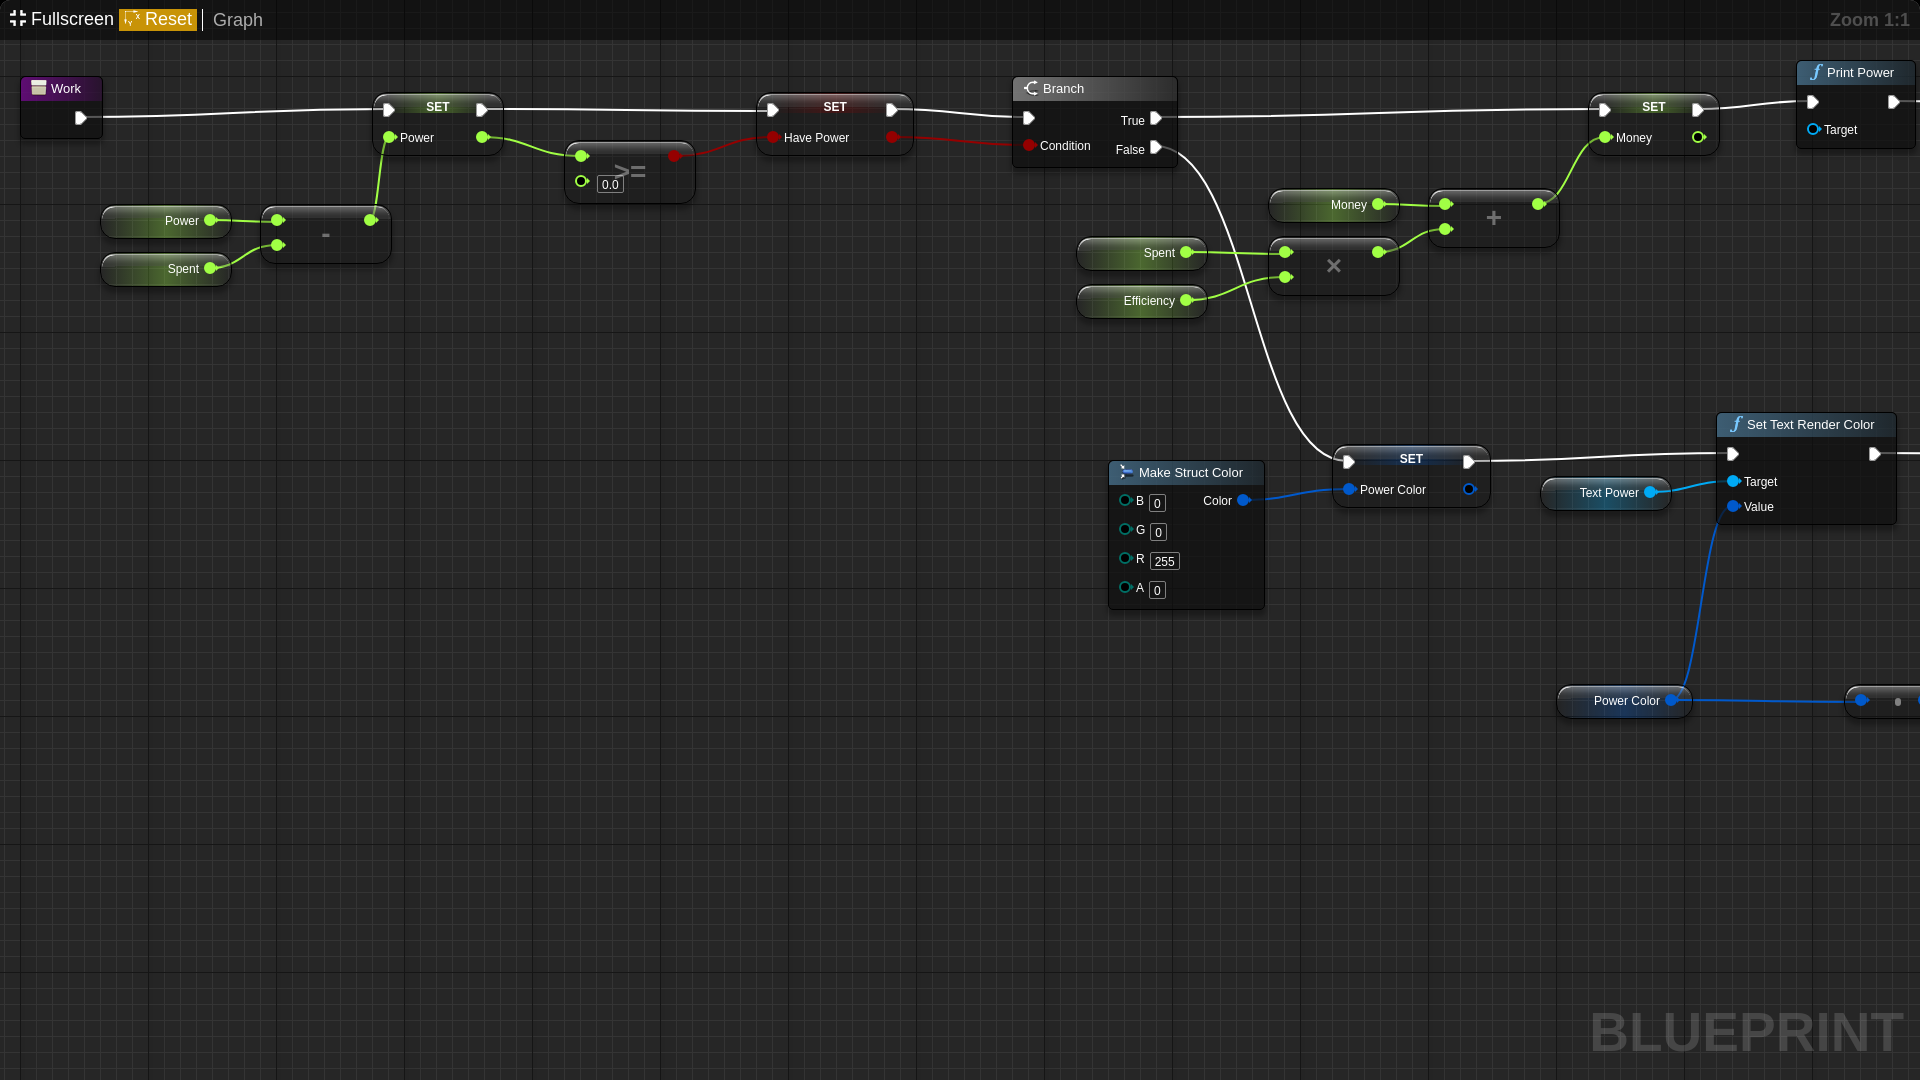 Fullscreen Reset Graph
Zoom 1:1
Work
SET
Power
Power
Spent
-
>=
0.0
SET
Have Power
Branch
True
Condition
False
Money
Spent
Efficiency
×
+
SET
Money
Print Power
Target
Make Struct Color
B 0 Color
G 0
R 255
A 0
SET
Power Color
Text Power
Set Text Render Color
Target
Value
Power Color
BLUEPRINT